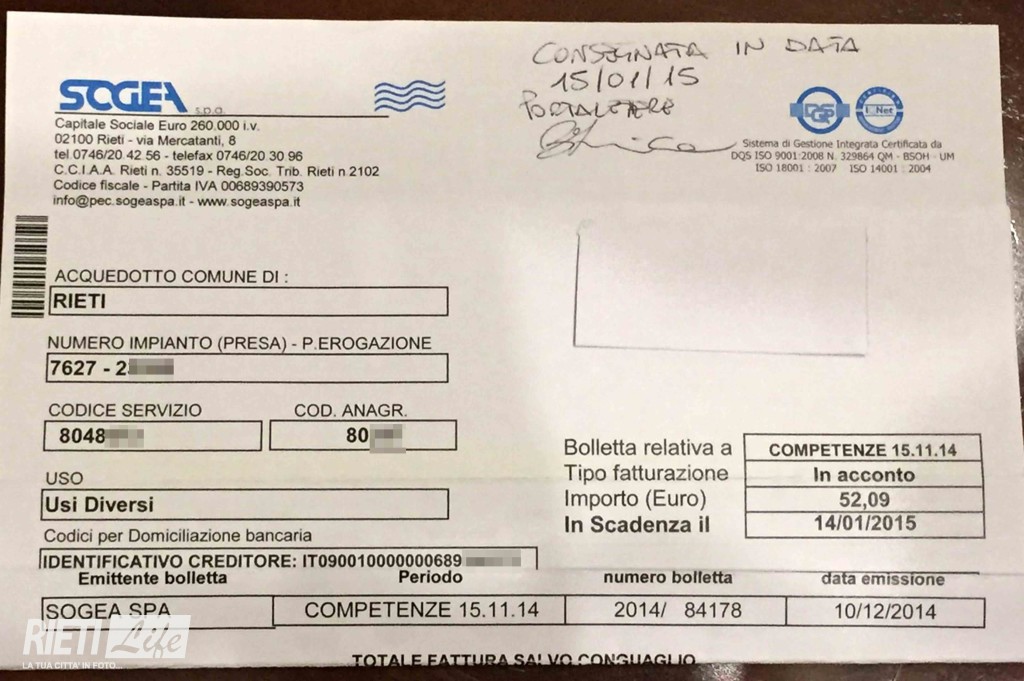 CONSEGNATA IN DATA
15/01/15
PORTALETTERE
SOGEA s.p.a.
Capitale Sociale Euro 260.000 i.v.
02100 Rieti - via Mercatanti, 8
tel.0746/20.42.56 - telefax 0746/20 30 96
C.C.I.A.A. Rieti n. 35519 - Reg.Soc. Trib. Rieti n.2102
Codice fiscale - Partita IVA 00689390573
info@pec.sogeaspa.it - www.sogeaspa.it
DQS I Net
Sistema di Gestione Integrata Certificata da
DQS ISO 9001:2008 N. 329864 QM - BSOH - UM
ISO 18001 : 2007 ISO 14001 : 2004
ACQUEDOTTO COMUNE DI :
RIETI
NUMERO IMPIANTO (PRESA) - P.EROGAZIONE
7627 - 2
CODICE SERVIZIO COD. ANAGR.
8048 80
USO
Usi Diversi
Codici per Domiciliazione bancaria
IDENTIFICATIVO CREDITORE: IT090010000000689
Bolletta relativa a COMPETENZE 15.11.14
Tipo fatturazione In acconto
Importo (Euro) 52,09
In Scadenza il 14/01/2015
Emittente bolletta Periodo numero bolletta data emissione
SOGEA SPA COMPETENZE 15.11.14 2014/ 84178 10/12/2014
TOTALE FATTURA SALVO CONGUAGLIO
RIETI Life
LA TUA CITTA' IN FOTO...